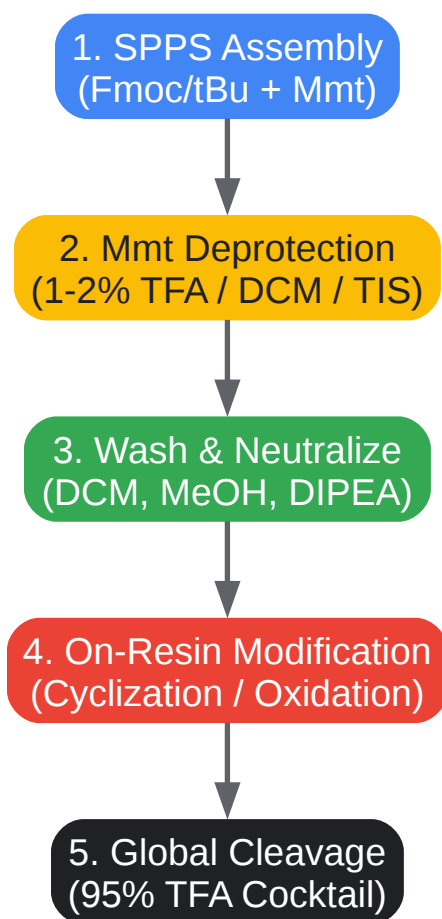 1. SPPS Assembly
(Fmoc/tBu + Mmt)
2. Mmt Deprotection
(1-2% TFA / DCM / TIS)
3. Wash & Neutralize
(DCM, MeOH, DIPEA)
4. On-Resin Modification
(Cyclization / Oxidation)
5. Global Cleavage
(95% TFA Cocktail)